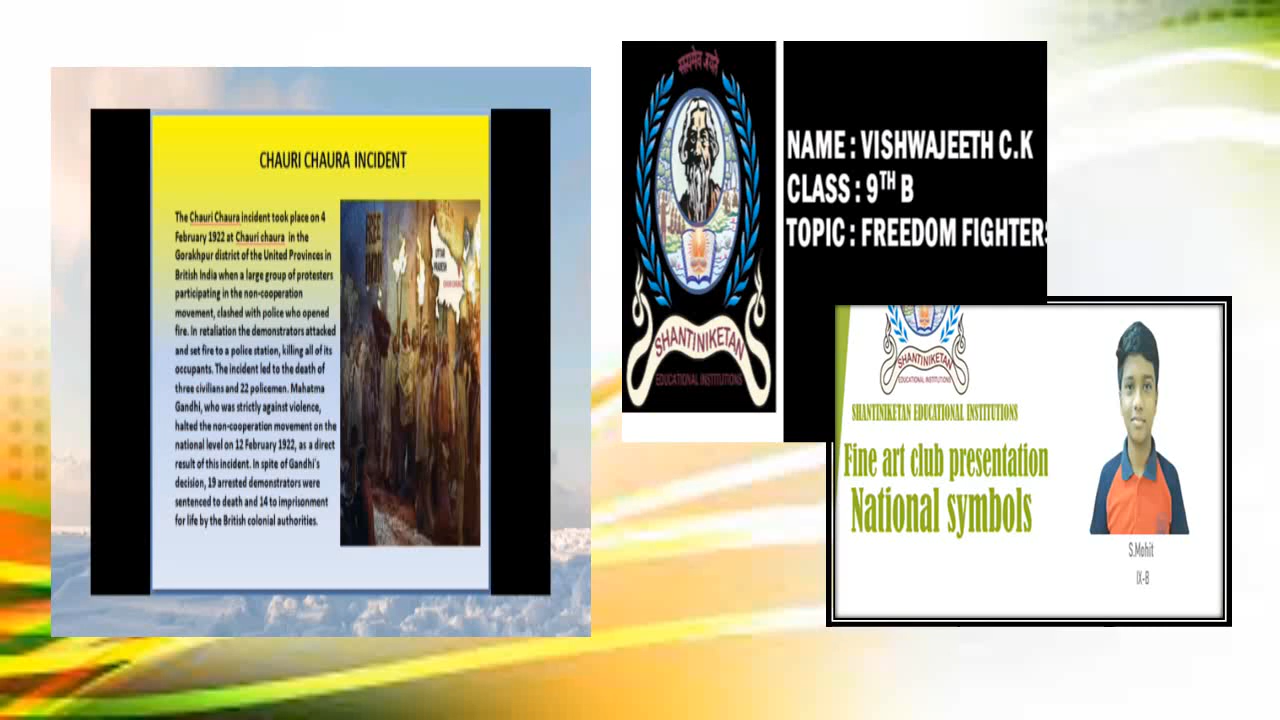 CHAURI CHAURA INCIDENT
The Chauri Chaura incident took place on 4
February 1922 at Chauri chaura in the
Gorakhpur district of the United Provinces in
British India when a large group of protesters
participating in the non-cooperation
movement, clashed with police who opened
fire. In retaliation the demonstrators attacked
and set fire to a police station, killing all of its
occupants. The incident led to the death of
three civilians and 22 policemen. Mahatma
Gandhi, who was strictly against violence,
halted the non-cooperation movement on the
national level on 12 February 1922, as a direct
result of this incident. In spite of Gandhi's
decision, 19 arrested demonstrators were
sentenced to death and 14 to imprisonment
for life by the British colonial authorities.
UTTAR
PRADESH
सत्यमेव जयते
SHANTINIKETAN
EDUCATIONAL INSTITUTIONS
NAME : VISHWAJEETH C.K
CLASS : 9TH B
TOPIC : FREEDOM FIGHTERS
SHANTINIKETAN
EDUCATIONAL INSTITUTIONS
SHANTINIKETAN EDUCATIONAL INSTITUTIONS
Fine art club presentation
National symbols
S.Mohit
IX-B